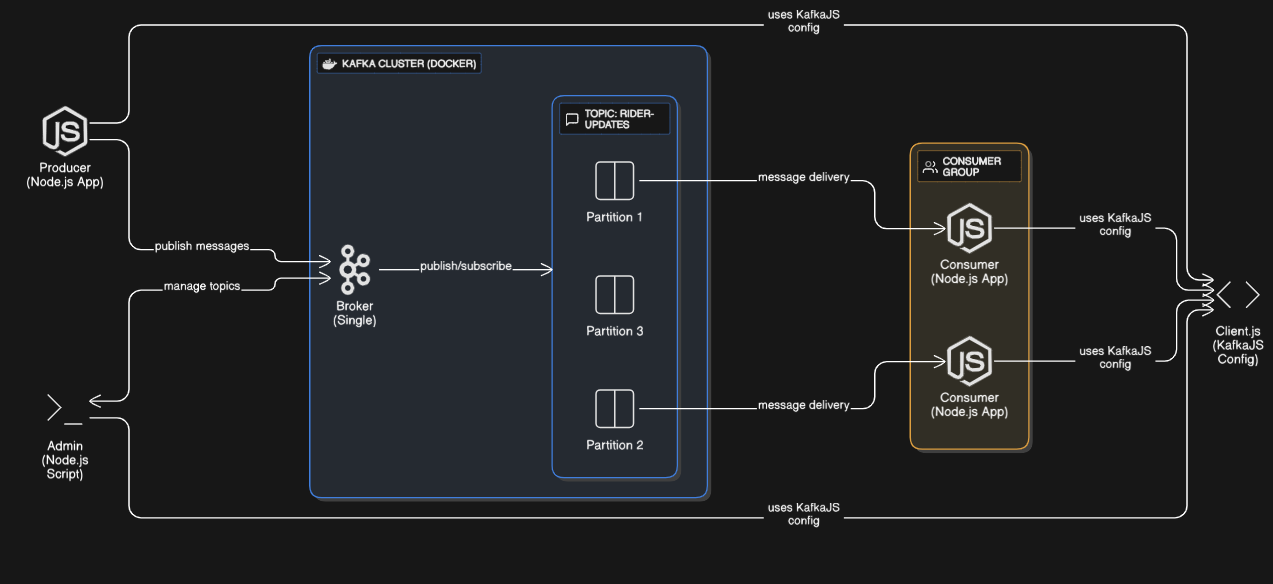 uses KafkaJS
config
KAFKA CLUSTER (DOCKER)
TOPIC: RIDER-
UPDATES
JS
Producer
(Node.js App)
CONSUMER
GROUP
message delivery
Partition 1
JS
uses KafkaJS
config
publish messages
Consumer
(Node.js App)
publish/subscribe
manage topics
Broker
(Single)
Partition 3
Client.js
(KafkaJS
Config)
JS
uses KafkaJS
config
Consumer
(Node.js App)
message delivery
Partition 2
Admin
(Node.js
Script)
uses KafkaJS
config